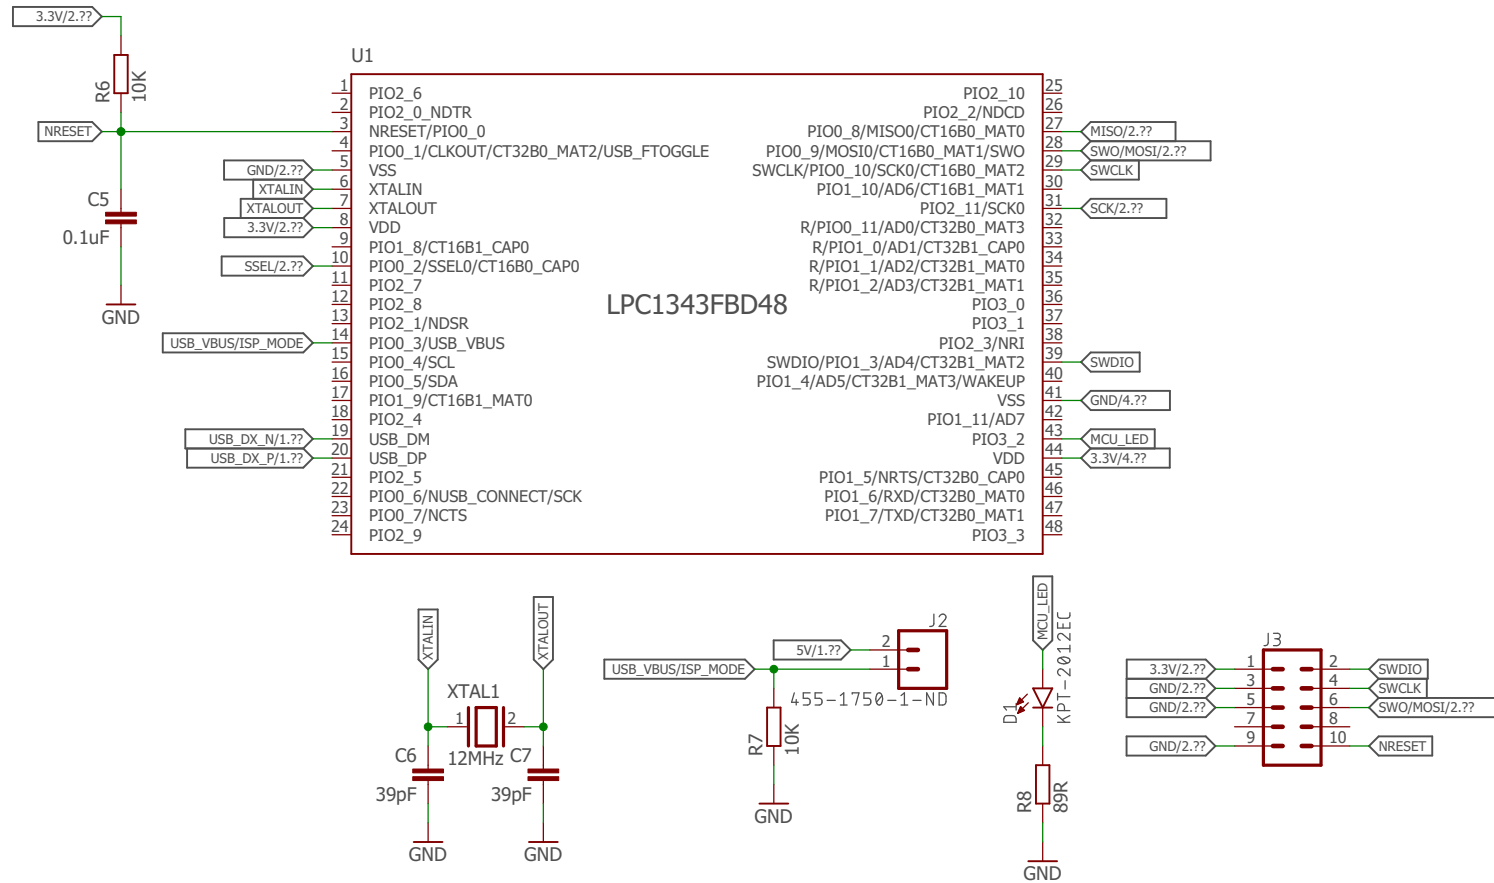 3.3V/2.??
R6
10K
NRESET
C5
0.1uF
GND
U1
LPC1343FBD48
GND/2.??
XTALIN
XTALOUT
3.3V/2.??
SSEL/2.??
USB_VBUS/ISP_MODE
USB_DX_N/1.??
USB_DX_P/1.??
1 PIO2_6
2 PIO2_0_NDTR
3 NRESET/PIO0_0
4 PIO0_1/CLKOUT/CT32B0_MAT2/USB_FTOGGLE
5 VSS
6 XTALIN
7 XTALOUT
8 VDD
9 PIO1_8/CT16B1_CAP0
10 PIO0_2/SSEL0/CT16B0_CAP0
11 PIO2_7
12 PIO2_8
13 PIO2_1/NDSR
14 PIO0_3/USB_VBUS
15 PIO0_4/SCL
16 PIO0_5/SDA
17 PIO1_9/CT16B1_MAT0
18 PIO2_4
19 USB_DM
20 USB_DP
21 PIO2_5
22 PIO0_6/NUSB_CONNECT/SCK
23 PIO0_7/NCTS
24 PIO2_9
PIO2_10 25
PIO2_2/NDCD 26
PIO0_8/MISO0/CT16B0_MAT0 27
PIO0_9/MOSI0/CT16B0_MAT1/SWO 28
SWCLK/PIO0_10/SCK0/CT16B0_MAT2 29
PIO1_10/AD6/CT16B1_MAT1 30
PIO2_11/SCK0 31
R/PIO0_11/AD0/CT32B0_MAT3 32
R/PIO1_0/AD1/CT32B1_CAP0 33
R/PIO1_1/AD2/CT32B1_MAT0 34
R/PIO1_2/AD3/CT32B1_MAT1 35
PIO3_0 36
PIO3_1 37
PIO2_3/NRI 38
SWDIO/PIO1_3/AD4/CT32B1_MAT2 39
PIO1_4/AD5/CT32B1_MAT3/WAKEUP 40
VSS 41
PIO1_11/AD7 42
PIO3_2 43
VDD 44
PIO1_5/NRTS/CT32B0_CAP0 45
PIO1_6/RXD/CT32B0_MAT0 46
PIO1_7/TXD/CT32B0_MAT1 47
PIO3_3 48
MISO/2.??
SWO/MOSI/2.??
SWCLK
SCK/2.??
SWDIO
GND/4.??
MCU_LED
3.3V/4.??
XTALIN
XTALOUT
XTAL1
1 2
12MHz
C6
39pF
C7
39pF
GND
GND
USB_VBUS/ISP_MODE
5V/1.??
J2
2
1
455-1750-1-ND
R7
10K
GND
MCU_LED
D1
KPT-2012EC
R8
89R
GND
J3
3.3V/2.?? 1 2 SWDIO
GND/2.?? 3 4 SWCLK
GND/2.?? 5 6 SWO/MOSI/2.??
7 8
GND/2.?? 9 10 NRESET